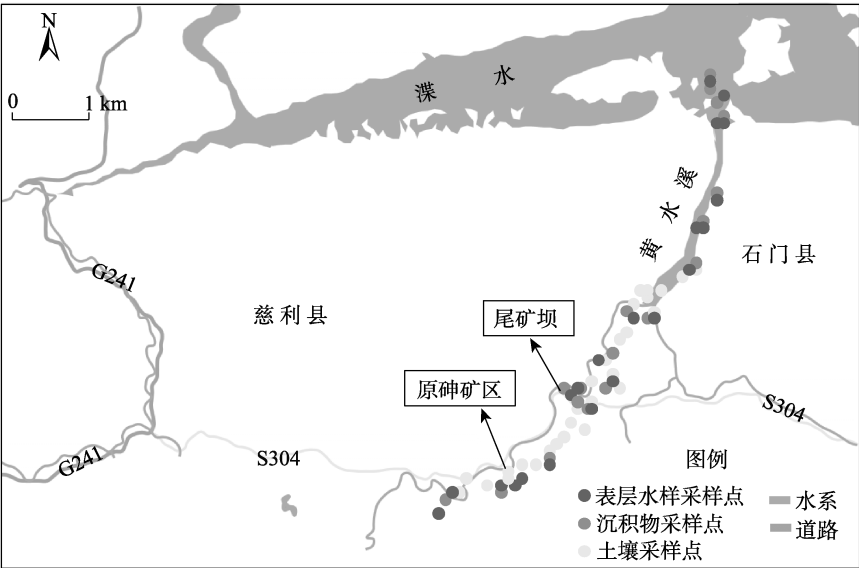 N
0 1 km
渫水
黄水溪
G241
石门县
慈利县
尾矿坝
原砷矿区
S304
G241
S304
图例
表层水样采样点
沉积物采样点
土壤采样点
水系
道路